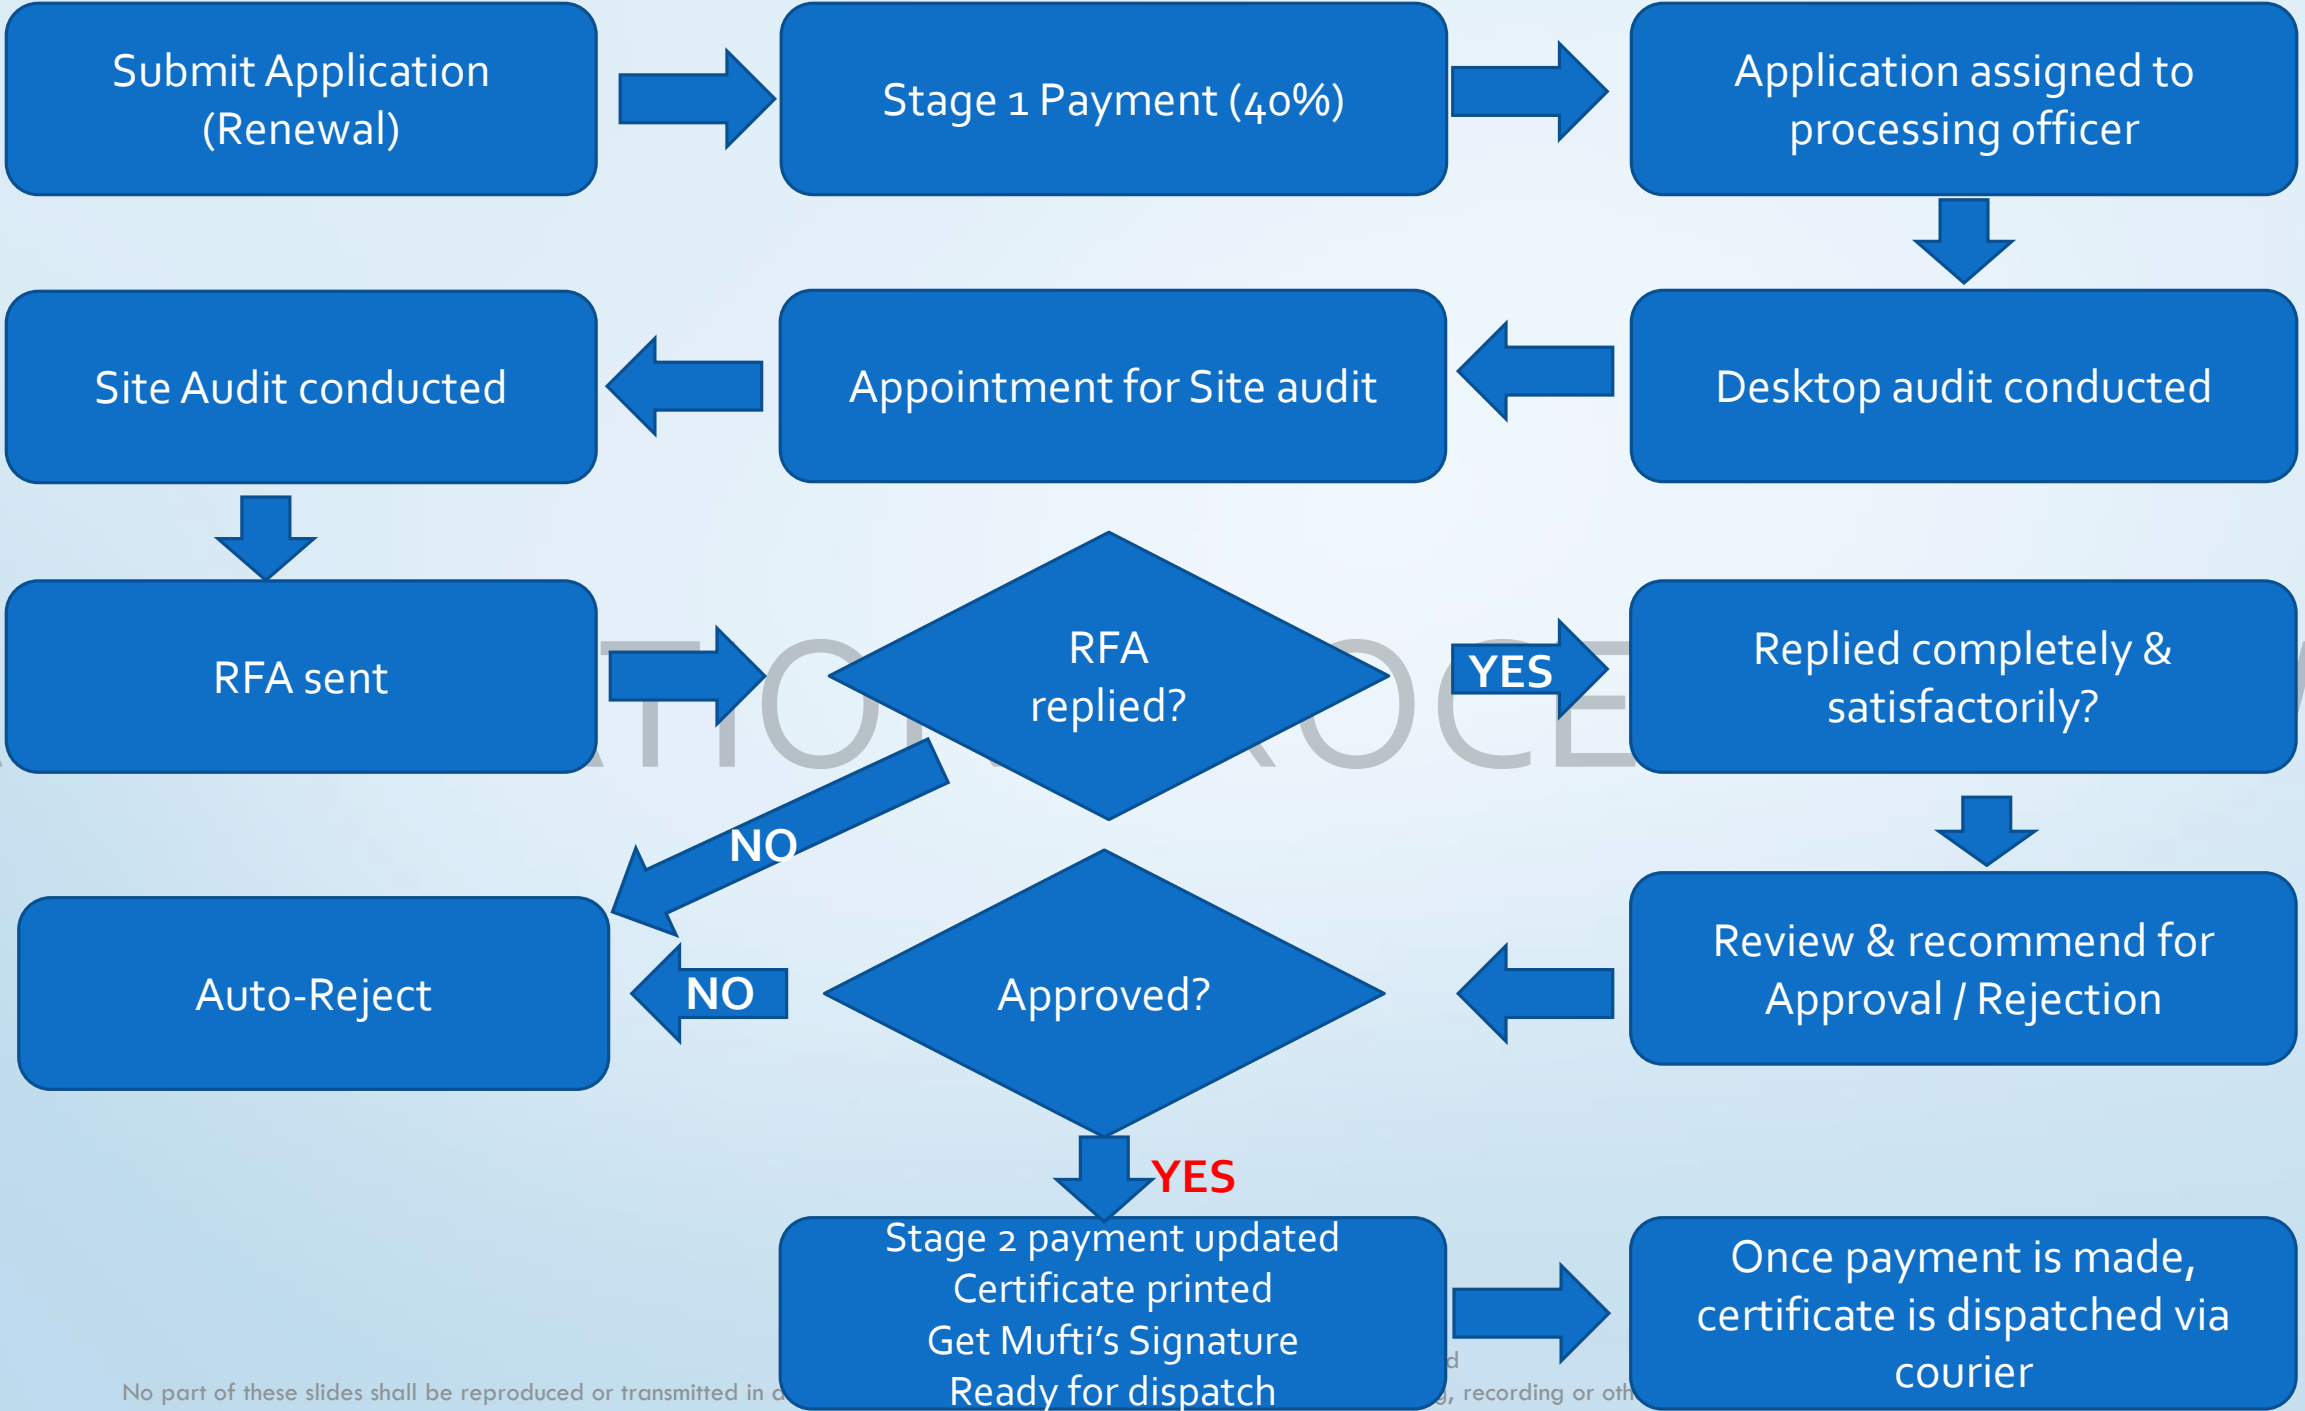 Submit Application
(Renewal)
Stage 1 Payment (40%)
Application assigned to
processing officer
Site Audit conducted
Appointment for Site audit
Desktop audit conducted
RFA sent
RFA
replied?
YES
Replied completely &
satisfactorily?
NO
Auto-Reject
NO
Approved?
Review & recommend for
Approval / Rejection
YES
Stage 2 payment updated
Certificate printed
Get Mufti's Signature
Ready for dispatch
Once payment is made,
certificate is dispatched via
courier
No part of these slides shall be reproduced or transmitted in
recording or